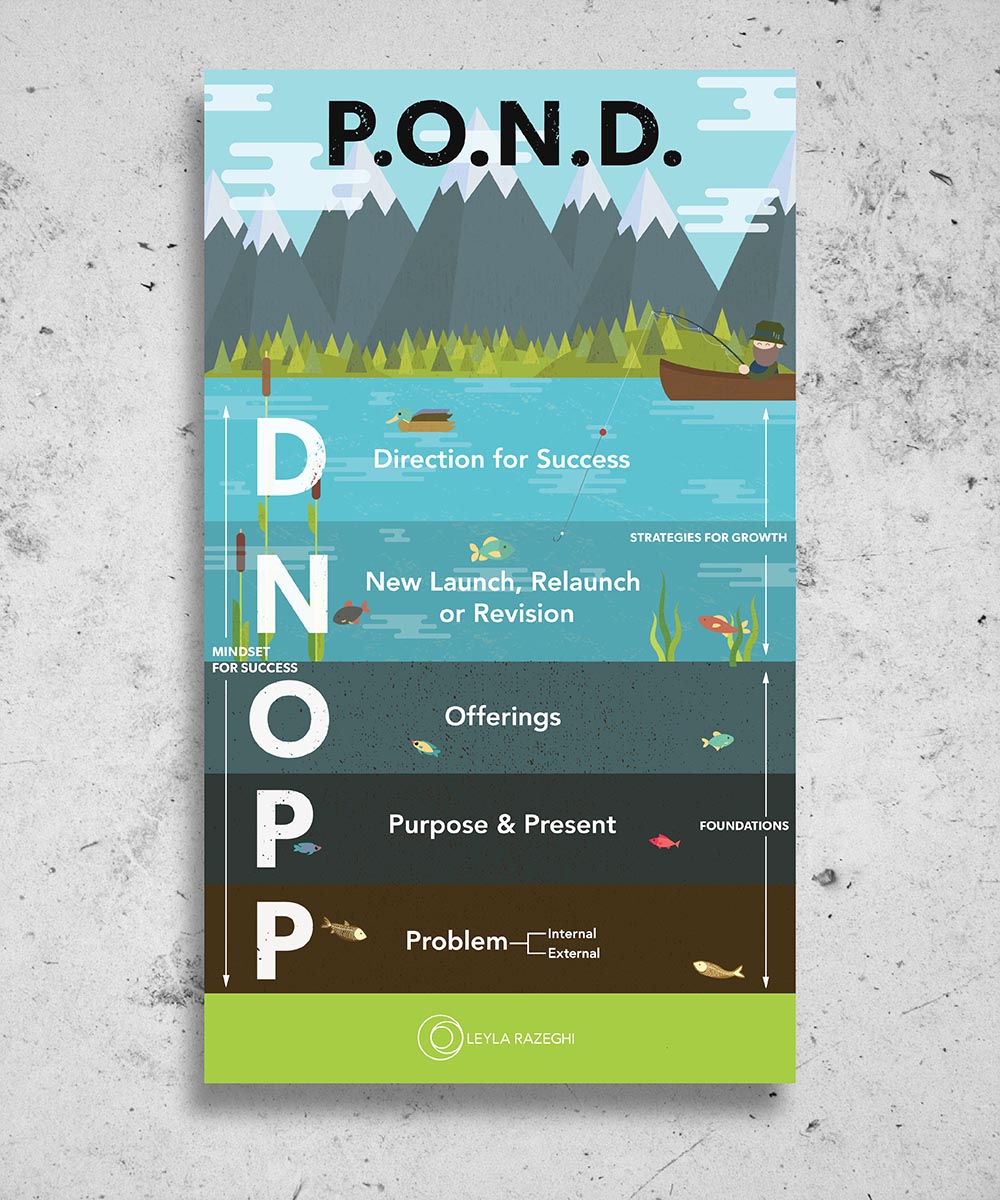 P.O.N.D.
D
Direction for Success
STRATEGIES FOR GROWTH
N
New Launch, Relaunch
or Revision
MINDSET
FOR SUCCESS
O
Offerings
P
Purpose & Present
FOUNDATIONS
P
Problem
Internal
External
LEYLA RAZEGHI